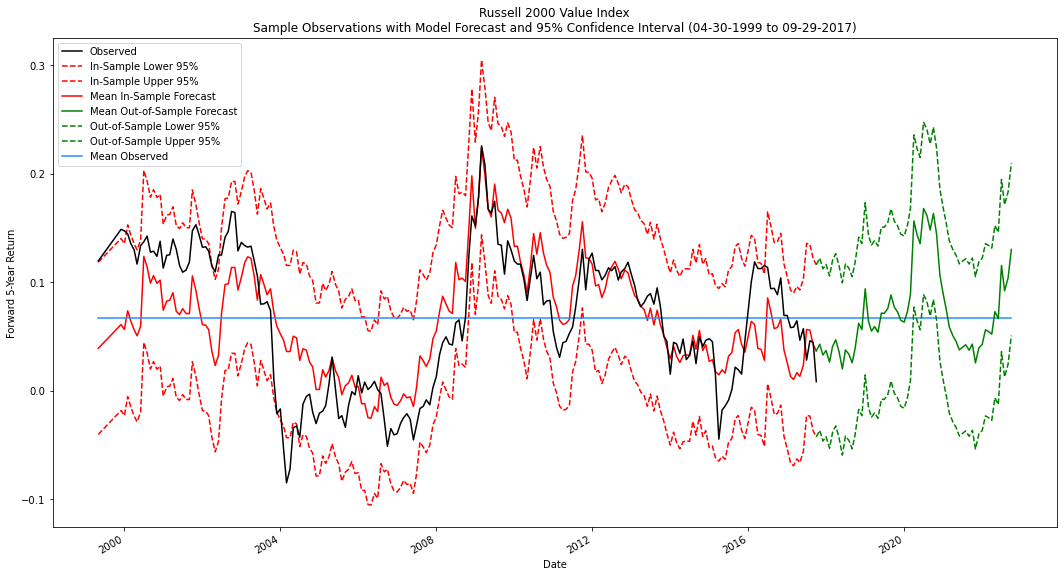 Russell 2000 Value Index
Sample Observations with Model Forecast and 95% Confidence Interval (04-30-1999 to 09-29-2017)
Observed
In-Sample Lower 95%
In-Sample Upper 95%
Mean In-Sample Forecast
Mean Out-of-Sample Forecast
Out-of-Sample Lower 95%
Out-of-Sample Upper 95%
Mean Observed
Forward 5-Year Return
0.3
0.2
0.1
0.0
−0.1
2000
2004
2008
2012
2016
2020
Date